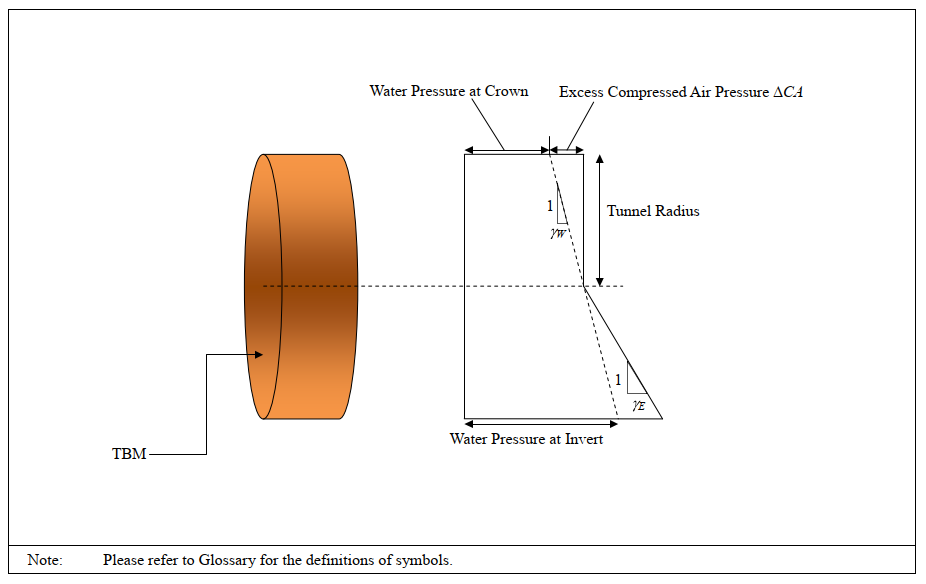 Water Pressure at Crown
Excess Compressed Air Pressure ΔCA
1
γW
Tunnel Radius
1
γE
Water Pressure at Invert
TBM
Note: Please refer to Glossary for the definitions of symbols.